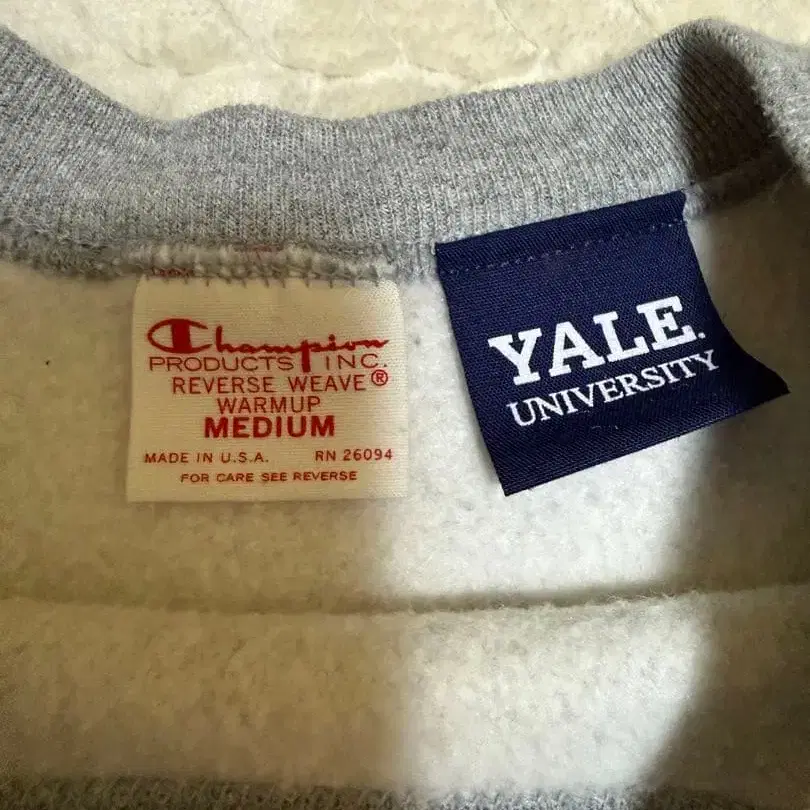 Champion
PRODUCTS INC.
REVERSE WEAVE®
WARMUP
MEDIUM
MADE IN U.S.A. RN 26094
FOR CARE SEE REVERSE
YALE.
UNIVERSITY